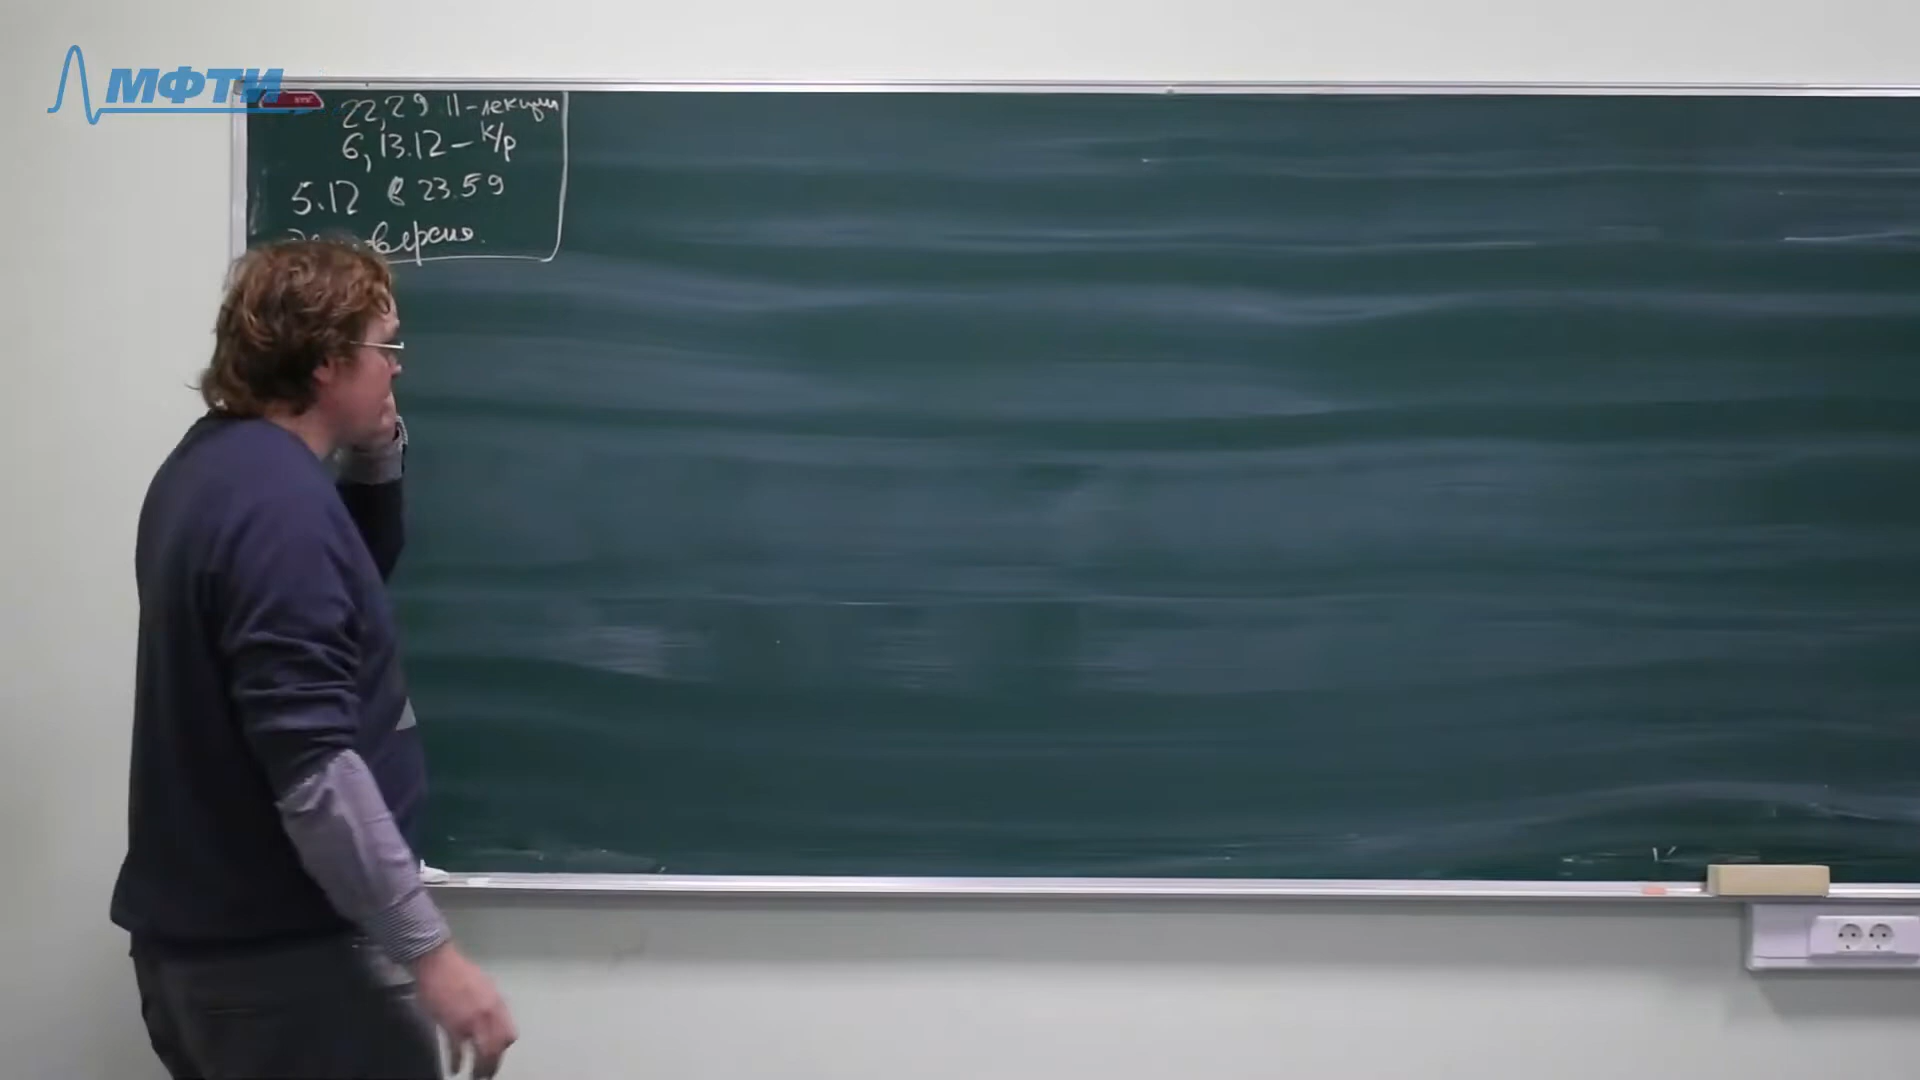 МФТИ
22,29 11-лекции
6,13.12 – к/р
5.12 в 23.59
версия.